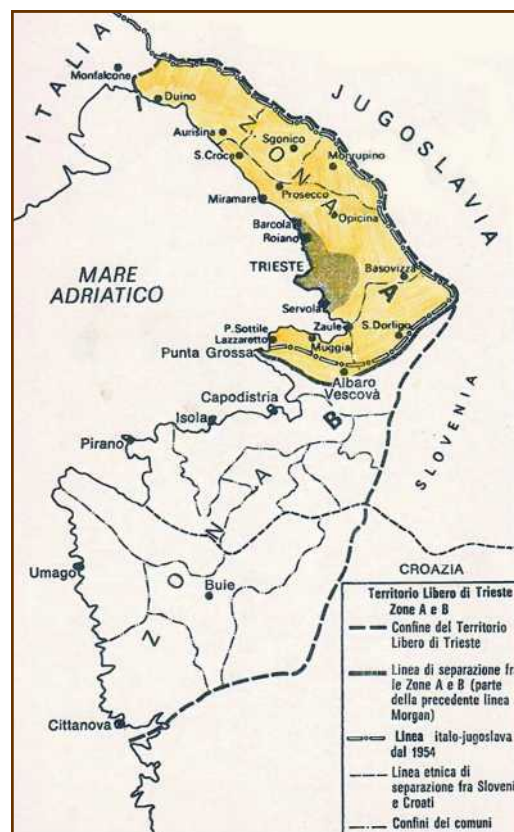 ITALIA
JUGOSLAVIA
Monfalcone
Duino
ZONA A
Aurisina
Sgonico
S.Croce
Monrupino
Prosecco
Miramare
Opicina
Barcola
Roiano
TRIESTE
Basovizza
MARE
ADRIATICO
Servola
Zaule
S.Dorligo
P.Sottile
Lazzaretto
Muggia
Punta Grossa
Albaro
Vescovà
SLOVENIA
Capodistria
ZONA B
Isola
Pirano
CROAZIA
Umago
Buie
Cittanova
Territorio Libero di Trieste
Zone A e B
Confine del Territorio
Libero di Trieste
Linea di separazione fra
le Zone A e B (parte
della precedente linea
Morgan)
Linea italo-jugoslava
dal 1954
Linea etnica di
separazione fra Sloveni
e Croati
Confini dei comuni